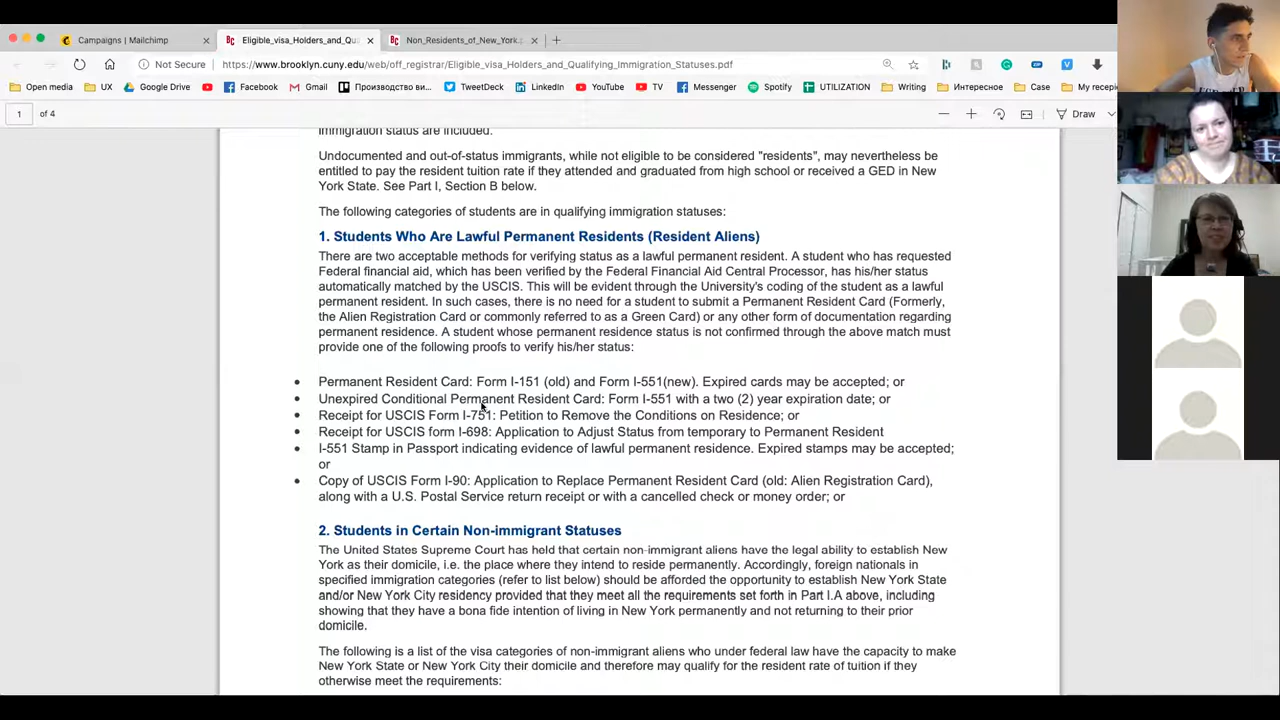 Campaigns | Mailchimp
Eligible_visa_Holders_and_Qu
Non_Residents_of_New_York.p
Not Secure
https://www.brooklyn.cuny.edu/web/off_registrar/Eligible_visa_Holders_and_Qualifying_Immigration_Statuses.pdf
Open media
UX
Google Drive
Facebook
Gmail
Производство ви...
TweetDeck
LinkedIn
YouTube
TV
Messenger
Spotify
UTILIZATION
Writing
Интересное
Case
My recepi
1 of 4
Draw
immigration status are included.
Undocumented and out-of-status immigrants, while not eligible to be considered "residents", may nevertheless be
entitled to pay the resident tuition rate if they attended and graduated from high school or received a GED in New
York State. See Part I, Section B below.
The following categories of students are in qualifying immigration statuses:
1. Students Who Are Lawful Permanent Residents (Resident Aliens)
There are two acceptable methods for verifying status as a lawful permanent resident. A student who has requested
Federal financial aid, which has been verified by the Federal Financial Aid Central Processor, has his/her status
automatically matched by the USCIS. This will be evident through the University's coding of the student as a lawful
permanent resident. In such cases, there is no need for a student to submit a Permanent Resident Card (Formerly,
the Alien Registration Card or commonly referred to as a Green Card) or any other form of documentation regarding
permanent residence. A student whose permanent residence status is not confirmed through the above match must
provide one of the following proofs to verify his/her status:
• Permanent Resident Card: Form I-151 (old) and Form I-551(new). Expired cards may be accepted; or
• Unexpired Conditional Permanent Resident Card: Form I-551 with a two (2) year expiration date; or
• Receipt for USCIS Form I-751: Petition to Remove the Conditions on Residence; or
• Receipt for USCIS form I-698: Application to Adjust Status from temporary to Permanent Resident
• I-551 Stamp in Passport indicating evidence of lawful permanent residence. Expired stamps may be accepted;
or
• Copy of USCIS Form I-90: Application to Replace Permanent Resident Card (old: Alien Registration Card),
along with a U.S. Postal Service return receipt or with a cancelled check or money order; or
2. Students in Certain Non-immigrant Statuses
The United States Supreme Court has held that certain non-immigrant aliens have the legal ability to establish New
York as their domicile, i.e. the place where they intend to reside permanently. Accordingly, foreign nationals in
specified immigration categories (refer to list below) should be afforded the opportunity to establish New York State
and/or New York City residency provided that they meet all the requirements set forth in Part I.A above, including
showing that they have a bona fide intention of living in New York permanently and not returning to their prior
domicile.
The following is a list of the visa categories of non-immigrant aliens who under federal law have the capacity to make
New York State or New York City their domicile and therefore may qualify for the resident rate of tuition if they
otherwise meet the requirements: